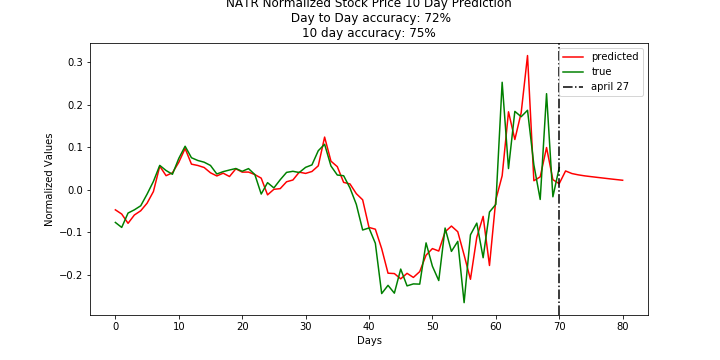 NATR Normalized Stock Price 10 Day Prediction
Day to Day accuracy: 72%
10 day accuracy: 75%
predicted
true
april 27
Normalized Values
0.3
0.2
0.1
0.0
−0.1
−0.2
0 10 20 30 40 50 60 70 80
Days